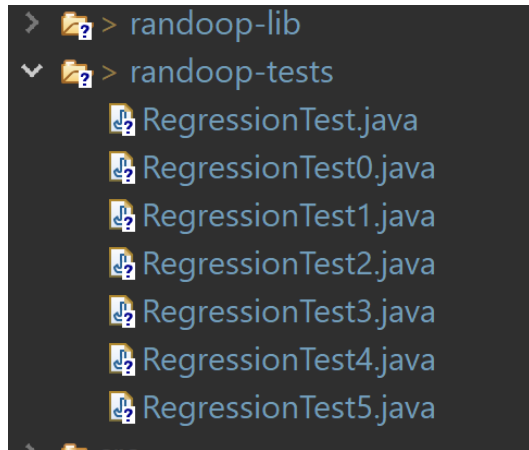 > randoop-lib
> randoop-tests
RegressionTest.java
RegressionTest0.java
RegressionTest1.java
RegressionTest2.java
RegressionTest3.java
RegressionTest4.java
RegressionTest5.java